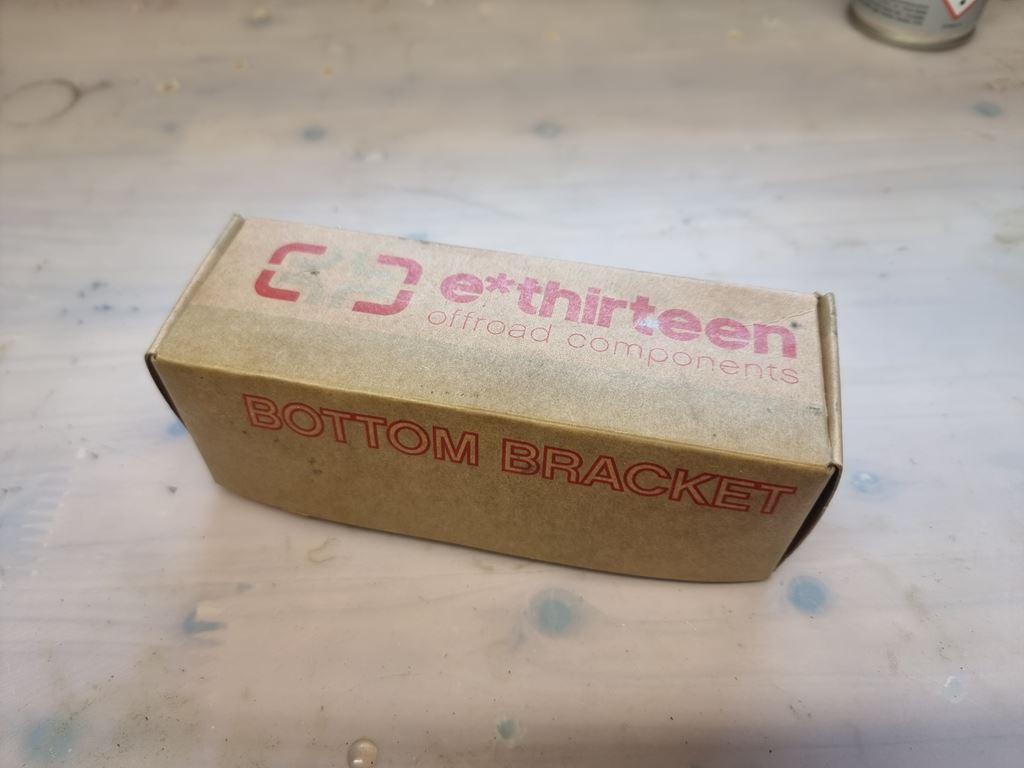 e*thirteen
offroad components
BOTTOM BRACKET